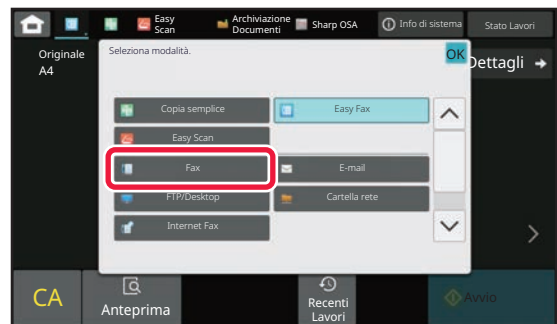 Easy
Scan
Archiviazione
Documenti
Sharp OSA
Info di sistema
Stato Lavori
Originale
A4
Seleziona modalità.
OK
Dettagli
Copia semplice
Easy Fax
Easy Scan
Fax
E-mail
FTP/Desktop
Cartella rete
Internet Fax
CA
Anteprima
Recenti
Lavori
Avvio